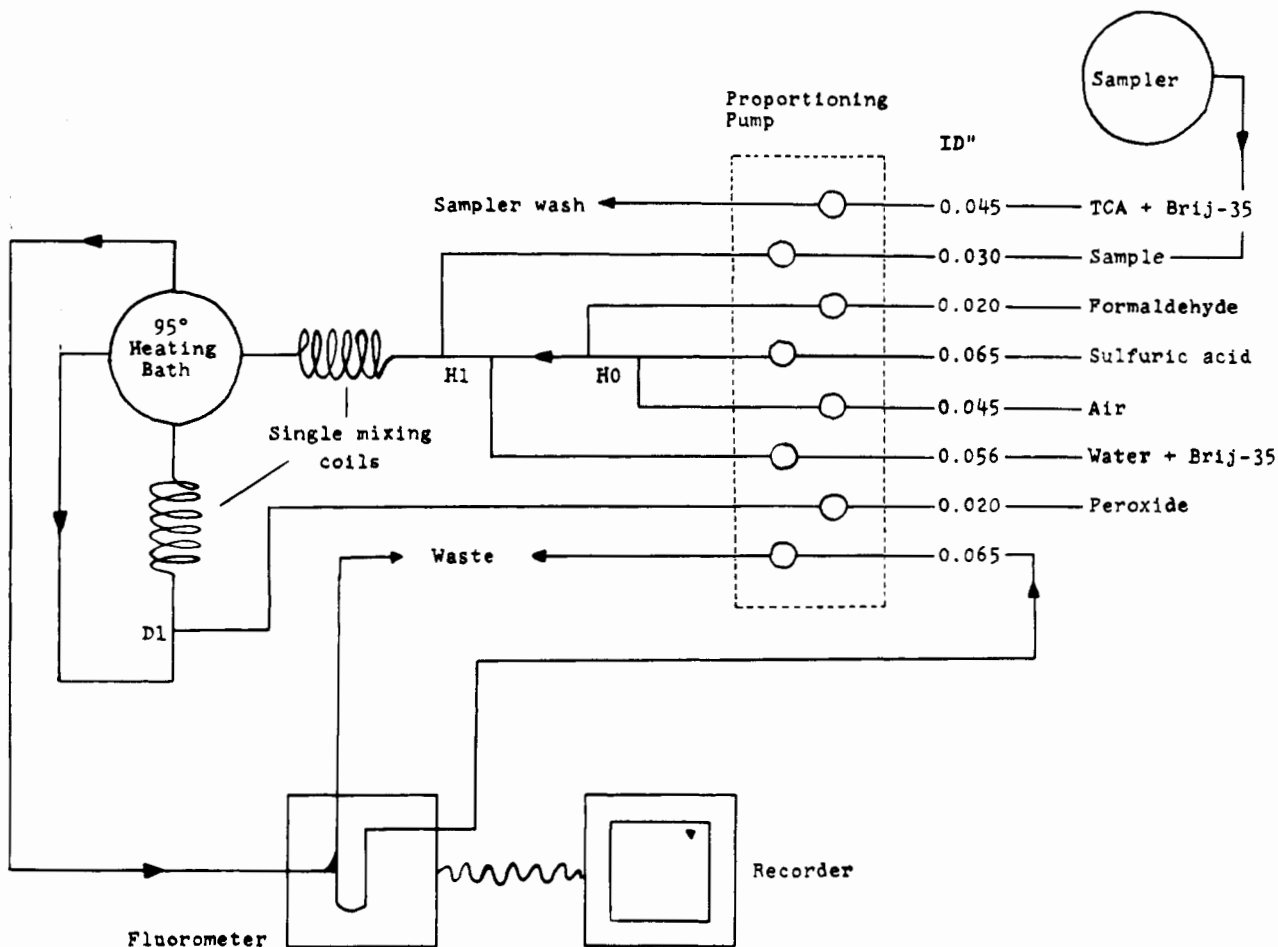 Sampler
Proportioning
Pump
ID"
Sampler wash
0.045
TCA + Brij-35
0.030
Sample
0.020
Formaldehyde
95°
Heating
Bath
H1
H0
0.065
Sulfuric acid
0.045
Air
Single mixing
coils
0.056
Water + Brij-35
0.020
Peroxide
Waste
0.065
D1
Recorder
Fluorometer